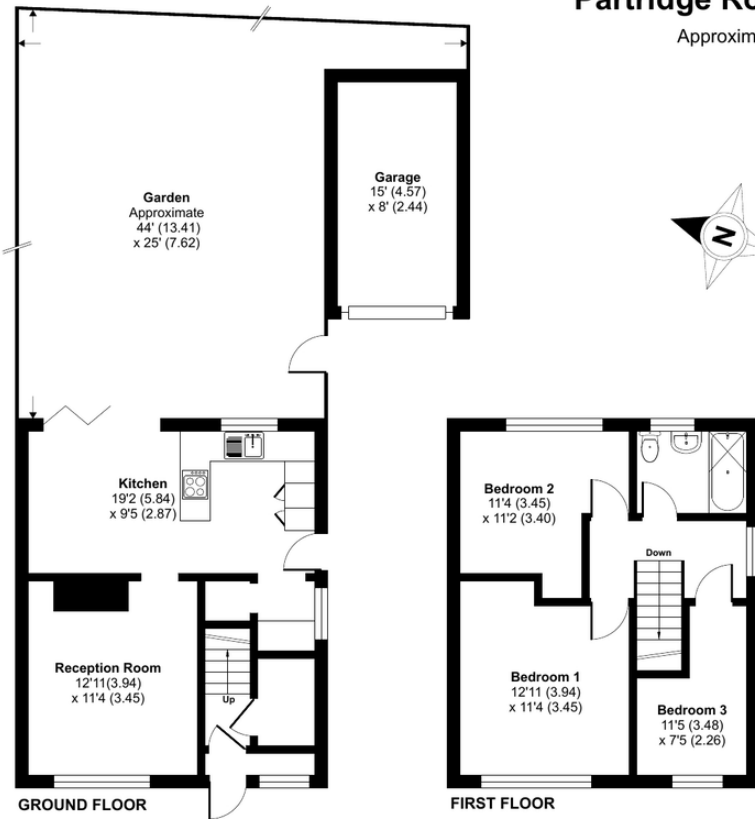 Partridge
Approxim
Garden
Approximate
44' (13.41)
x 25' (7.62)
Garage
15' (4.57)
x 8' (2.44)
N
Kitchen
19'2 (5.84)
x 9'5 (2.87)
Reception Room
12'11(3.94)
x 11'4 (3.45)
Up
GROUND FLOOR
Bedroom 2
11'4 (3.45)
x 11'2 (3.40)
Down
Bedroom 1
12'11 (3.94)
x 11'4 (3.45)
Bedroom 3
11'5 (3.48)
x 7'5 (2.26)
FIRST FLOOR